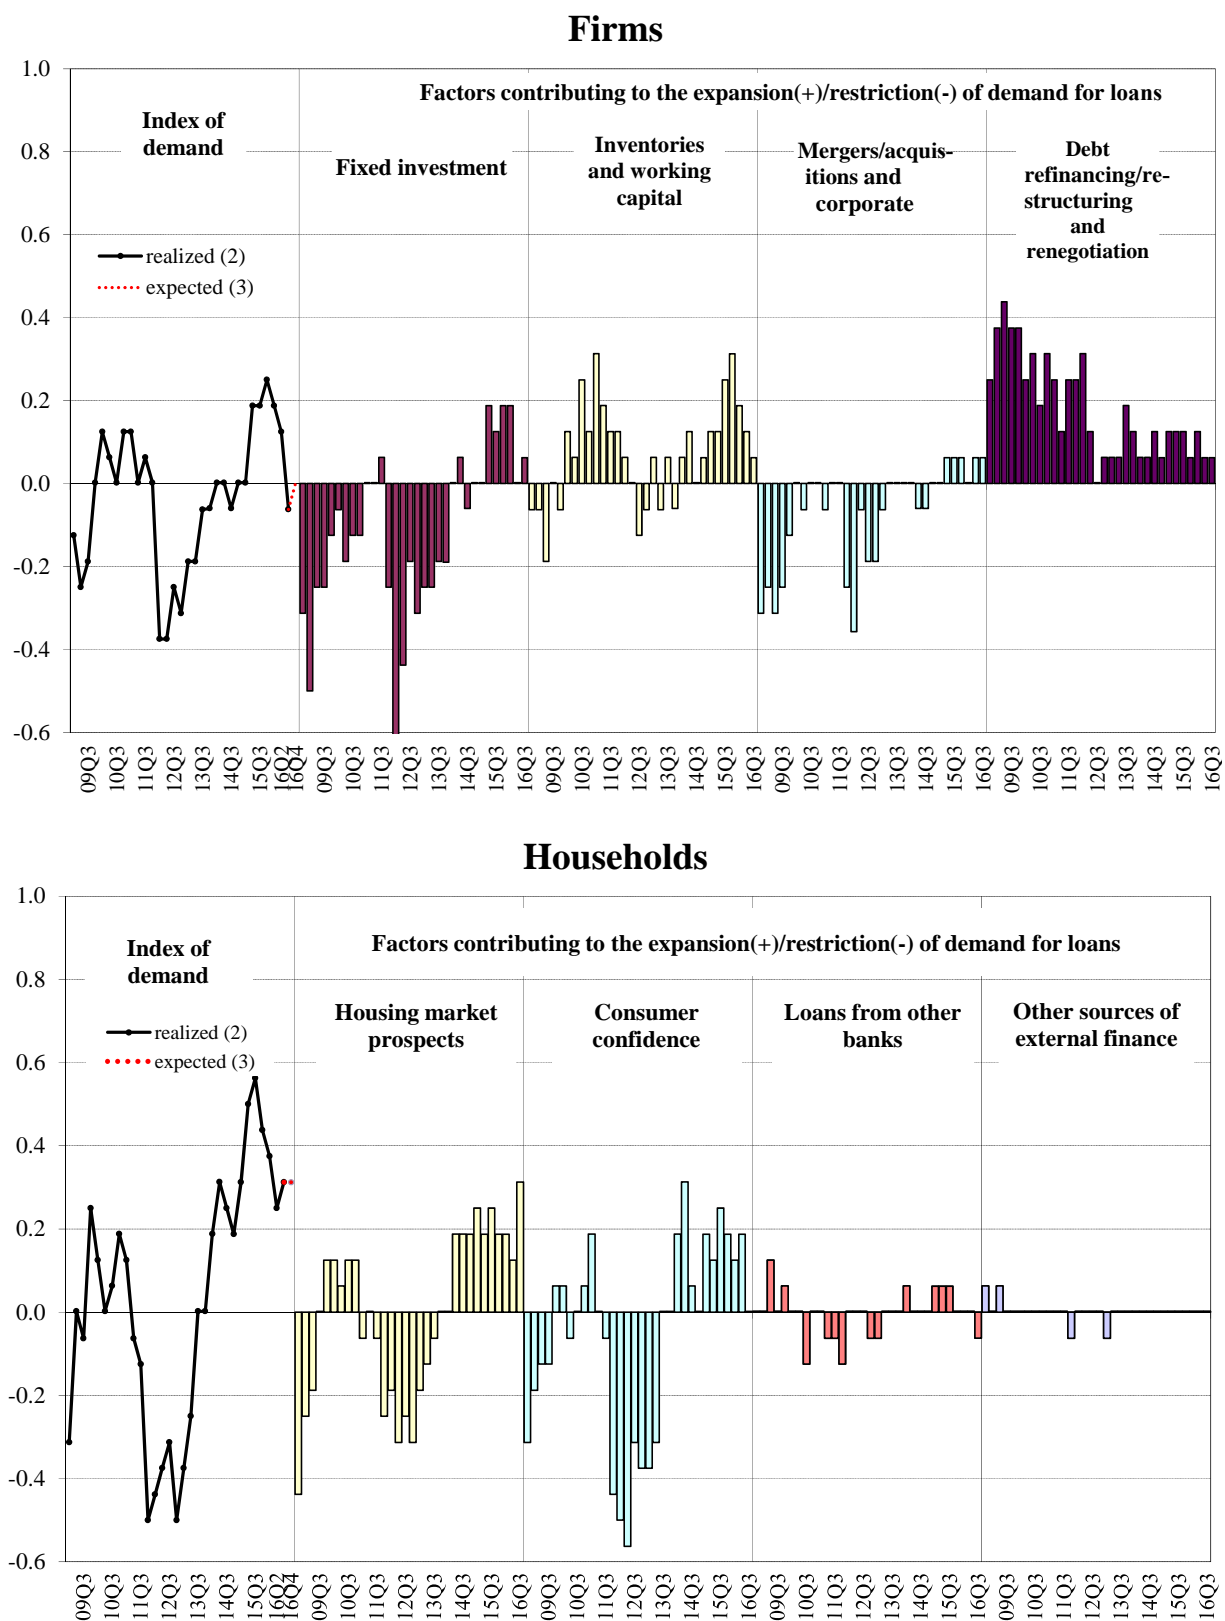 Firms
1.0
0.8
0.6
0.4
0.2
0.0
-0.2
-0.4
-0.6
Factors contributing to the expansion(+)/restriction(-) of demand for loans
Index of
demand
Fixed investment
Inventories
and working
capital
Mergers/acquis-
itions and
corporate
Debt
refinancing/re-
structuring
and
renegotiation
realized (2)
expected (3)
09Q3 10Q3 11Q3 12Q3 13Q3 14Q3 15Q3 16Q2 16Q4 09Q3 10Q3 11Q3 12Q3 13Q3 14Q3 15Q3 16Q3 09Q3 10Q3 11Q3 12Q3 13Q3 14Q3 15Q3 16Q3 09Q3 10Q3 11Q3 12Q3 13Q3 14Q3 15Q3 16Q3 09Q3 10Q3 11Q3 12Q3 13Q3 14Q3 15Q3 16Q3
Households
1.0
0.8
0.6
0.4
0.2
0.0
-0.2
-0.4
-0.6
Index of
demand
Factors contributing to the expansion(+)/restriction(-) of demand for loans
Housing market
prospects
Consumer
confidence
Loans from other
banks
Other sources of
external finance
realized (2)
expected (3)
09Q3 10Q3 11Q3 12Q3 13Q3 14Q3 15Q3 16Q2 16Q4 09Q3 10Q3 11Q3 12Q3 13Q3 14Q3 15Q3 16Q3 09Q3 10Q3 11Q3 12Q3 13Q3 14Q3 15Q3 16Q3 09Q3 10Q3 11Q3 12Q3 13Q3 14Q3 15Q3 16Q3 09Q3 10Q3 11Q3 12Q3 13Q3 14Q3 15Q3 16Q3